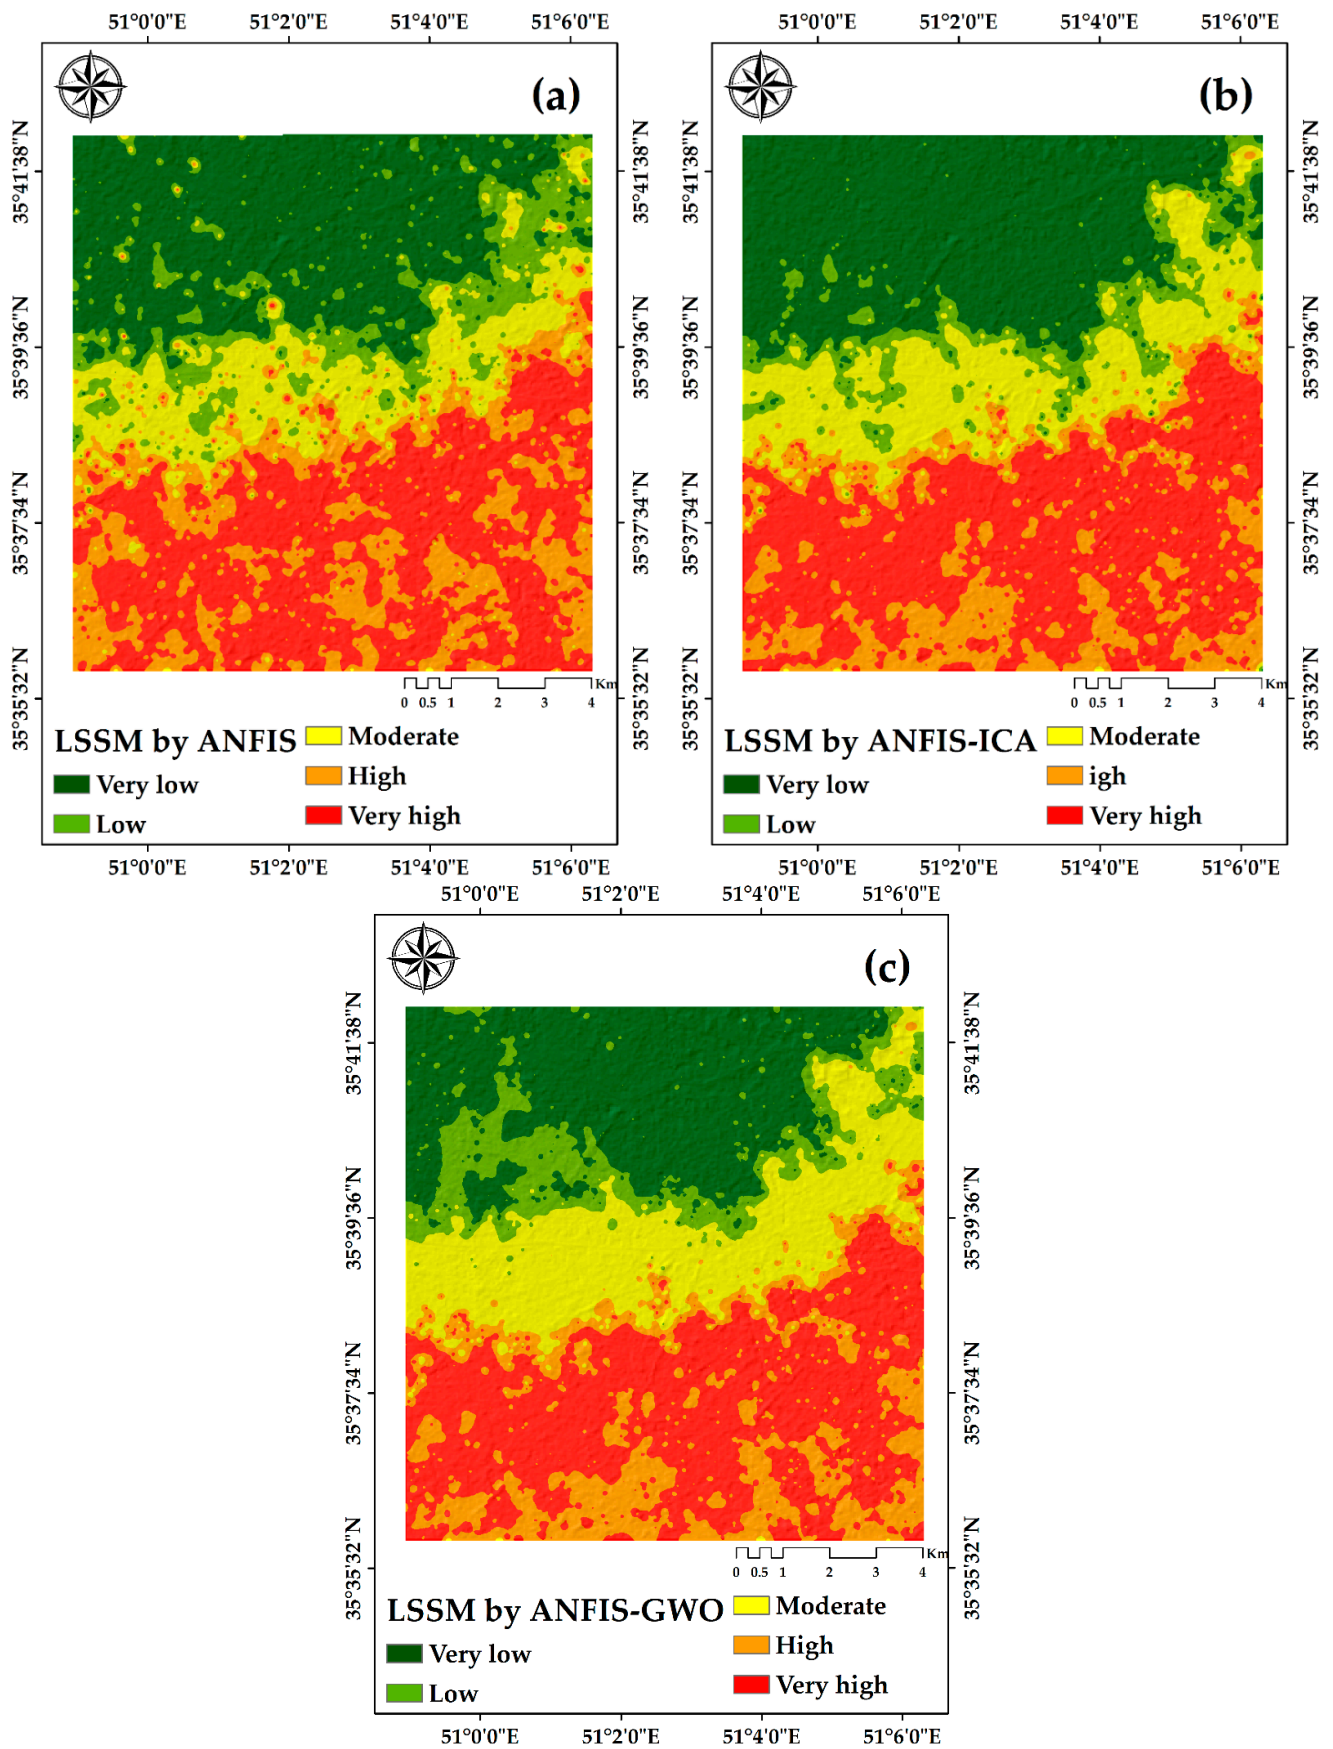 51°0'0"E 51°2'0"E 51°4'0"E 51°6'0"E 51°0'0"E 51°2'0"E 51°4'0"E 51°6'0"E
(a) (b)
35°41'38"N 35°41'38"N 35°41'38"N 35°41'38"N
35°39'36"N 35°39'36"N 35°39'36"N 35°39'36"N
35°37'34"N 35°37'34"N 35°37'34"N 35°37'34"N
35°35'32"N 35°35'32"N 35°35'32"N 35°35'32"N
Km Km
0 0.5 1 2 3 4 0 0.5 1 2 3 4
LSSM by ANFIS
Very low
Low
Moderate
High
Very high
LSSM by ANFIS-ICA
Very low
Low
Moderate
igh
Very high
51°0'0"E 51°2'0"E 51°4'0"E 51°6'0"E 51°0'0"E 51°2'0"E 51°4'0"E 51°6'0"E
51°0'0"E 51°2'0"E 51°4'0"E 51°6'0"E
(c)
35°41'38"N 35°41'38"N
35°39'36"N 35°39'36"N
35°37'34"N 35°37'34"N
35°35'32"N 35°35'32"N
Km
0 0.5 1 2 3 4
LSSM by ANFIS-GWO
Very low
Low
Moderate
High
Very high
51°0'0"E 51°2'0"E 51°4'0"E 51°6'0"E